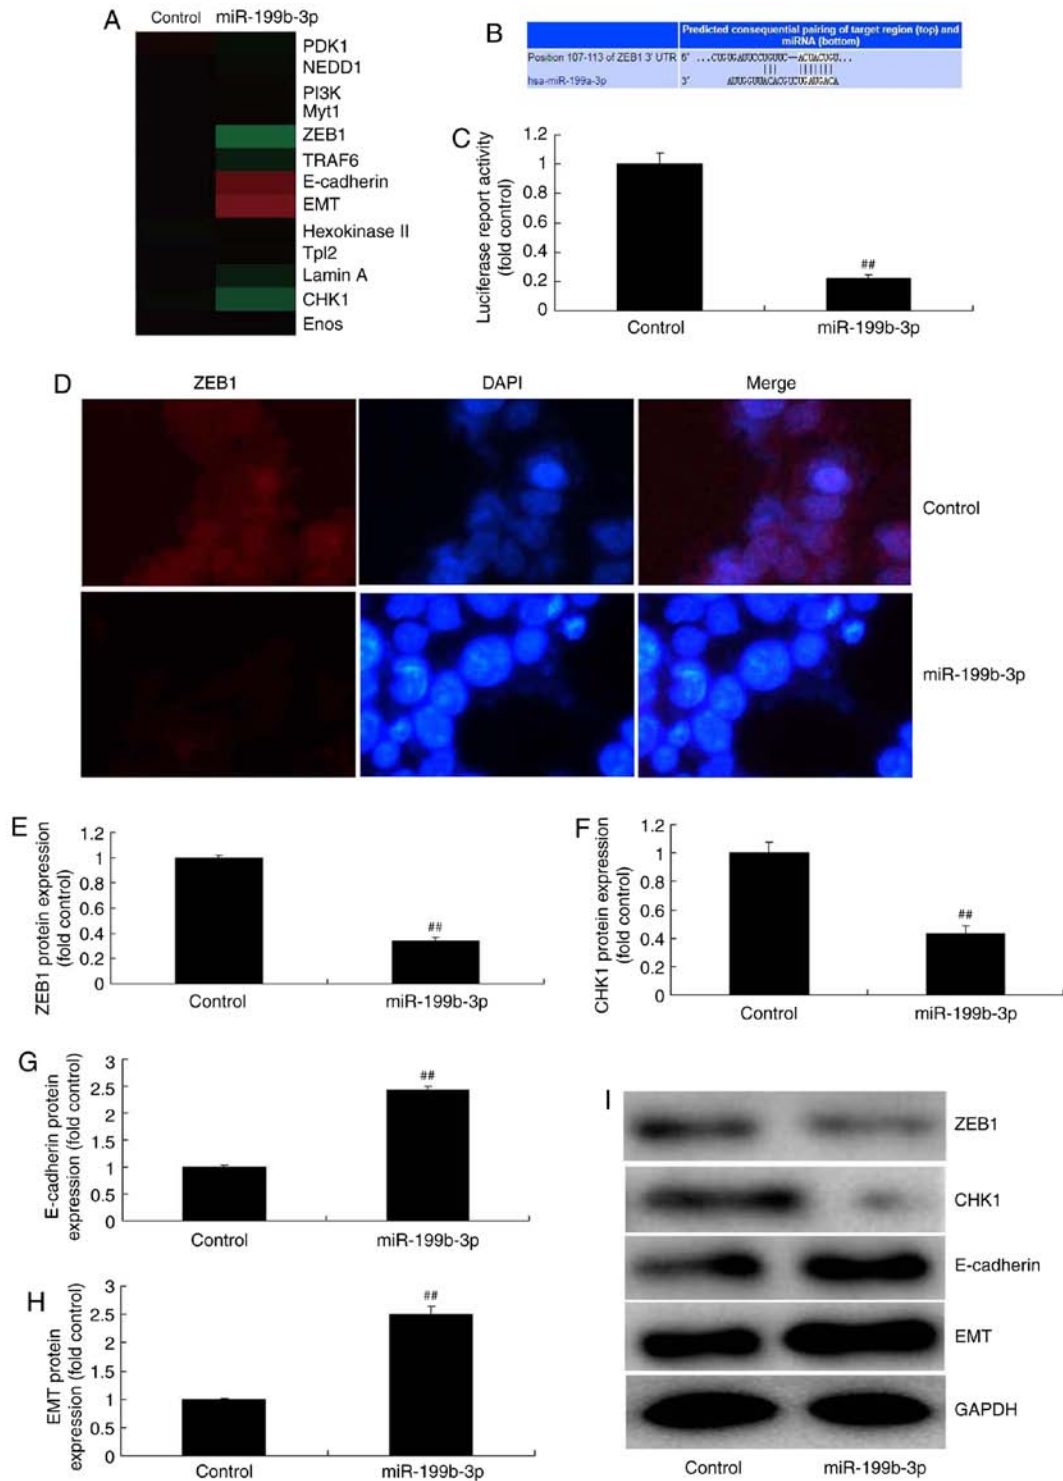 A
Control miR-199b-3p
PDK1
NEDD1
PI3K
Myt1
ZEB1
TRAF6
E-cadherin
EMT
Hexokinase II
Tpl2
Lamin A
CHK1
Enos
B
Predicted consequential pairing of target region (top) and
miRNA (bottom)
Position 107-113 of ZEB1 3' UTR 5' ...CUGUGAUUCCUGUUC--ACUACUGU...
hsa-miR-199a-3p 3' AUUGGUUACACGUCUGAUGACA
C
Luciferase report activity
(fold control)
1.2
1
0.8
0.6
0.4
0.2
0
##
Control miR-199b-3p
D
ZEB1 DAPI Merge
Control
miR-199b-3p
E
ZEB1 protein expression
(fold control)
1.2
1
0.8
0.6
0.4
0.2
0
##
Control miR-199b-3p
F
CHK1 protein expression
(fold control)
1.2
1
0.8
0.6
0.4
0.2
0
##
Control miR-199b-3p
G
E-cadherin protein
expression (fold control)
3
2.5
2
1.5
1
0.5
0
##
Control miR-199b-3p
H
EMT protein
expression (fold control)
3
2.5
2
1.5
1
0.5
0
##
Control miR-199b-3p
I
ZEB1
CHK1
E-cadherin
EMT
GAPDH
Control miR-199b-3p